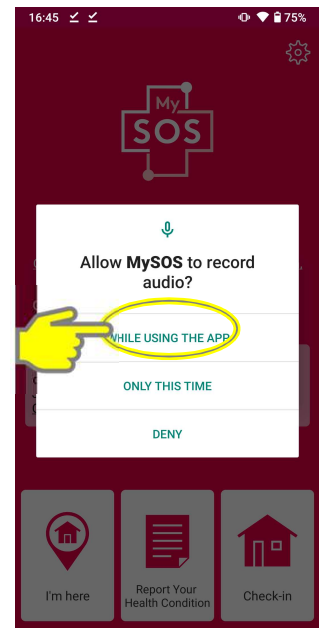 16:45
75%
My
SOS
Allow MySOS to record
audio?
WHILE USING THE APP
ONLY THIS TIME
DENY
I'm here
Report Your
Health Condition
Check-in